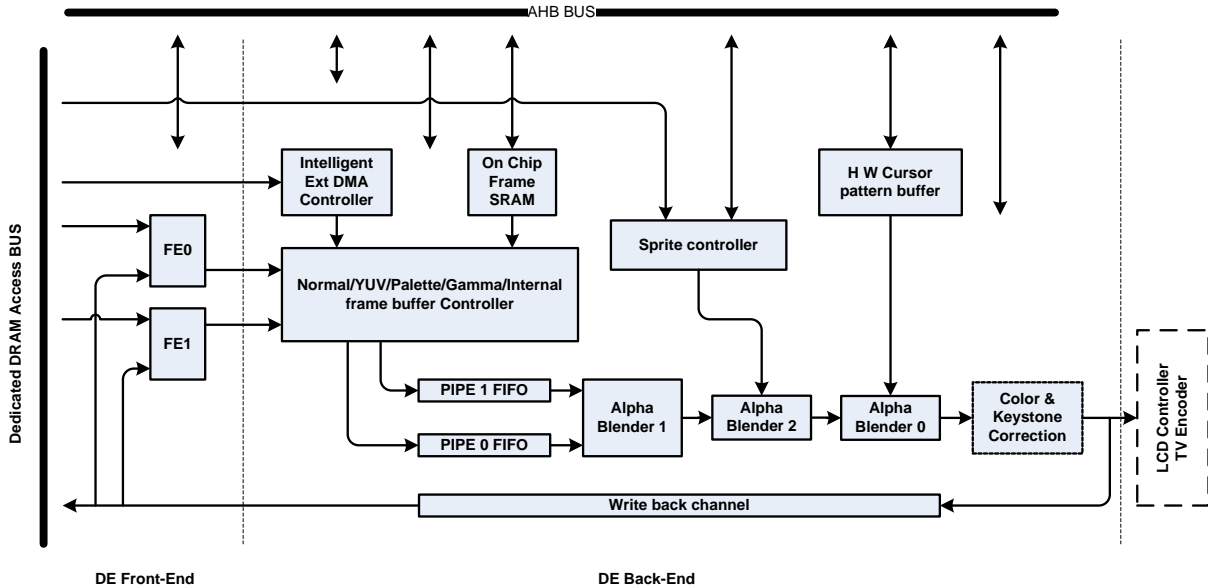 AHB BUS
Dedicated DRAM Access BUS
Intelligent
Ext DMA
Controller
On Chip
Frame
SRAM
H W Cursor
pattern buffer
FE0
Sprite controller
Normal/YUV/Palette/Gamma/Internal
frame buffer Controller
FE1
PIPE 1 FIFO
PIPE 0 FIFO
Alpha
Blender 1
Alpha
Blender 2
Alpha
Blender 0
Color &
Keystone
Correction
LCD Controller
TV Encoder
Write back channel
DE Front-End
DE Back-End